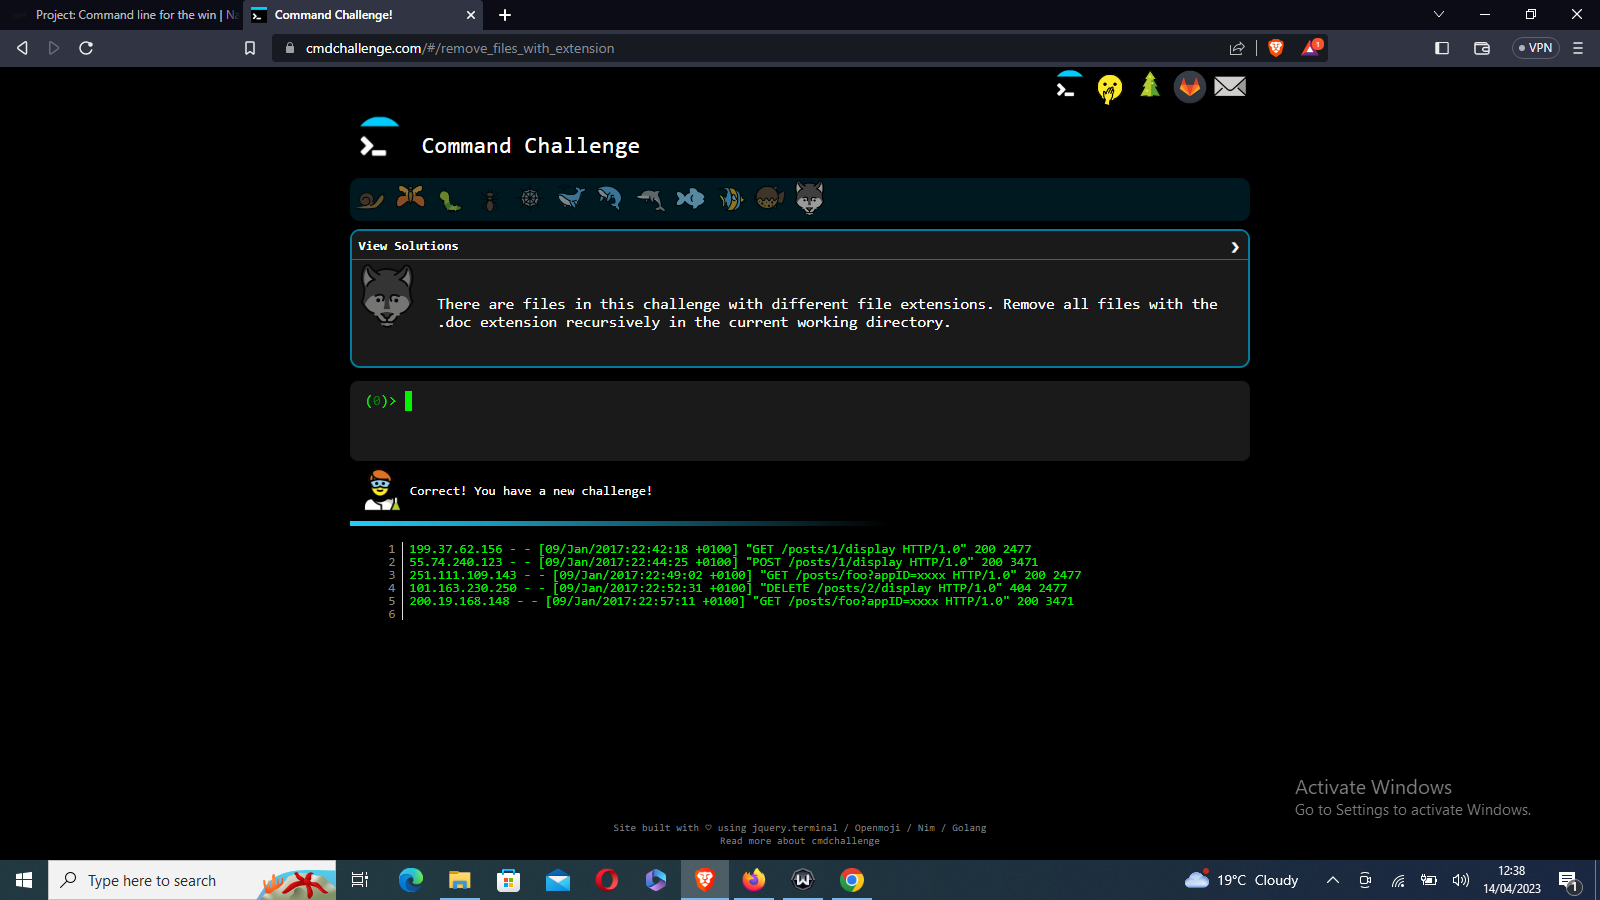 Project: Command line for the win | Na
Command Challenge!
cmdchallenge.com/#/remove_files_with_extension
1
VPN
Command Challenge
View Solutions
There are files in this challenge with different file extensions. Remove all files with the
.doc extension recursively in the current working directory.
(0)>
Correct! You have a new challenge!
1 199.37.62.156 - - [09/Jan/2017:22:42:18 +0100] "GET /posts/1/display HTTP/1.0" 200 2477
2 55.74.240.123 - - [09/Jan/2017:22:44:25 +0100] "POST /posts/1/display HTTP/1.0" 200 3471
3 251.111.109.143 - - [09/Jan/2017:22:49:02 +0100] "GET /posts/foo?appID=xxxx HTTP/1.0" 200 2477
4 101.163.230.250 - - [09/Jan/2017:22:52:31 +0100] "DELETE /posts/2/display HTTP/1.0" 404 2477
5 200.19.168.148 - - [09/Jan/2017:22:57:11 +0100] "GET /posts/foo?appID=xxxx HTTP/1.0" 200 3471
6
Activate Windows
Go to Settings to activate Windows.
Site built with ♡ using jquery.terminal / Openmoji / Nim / Golang
Read more about cmdchallenge
Type here to search
19°C Cloudy
12:38
14/04/2023
1